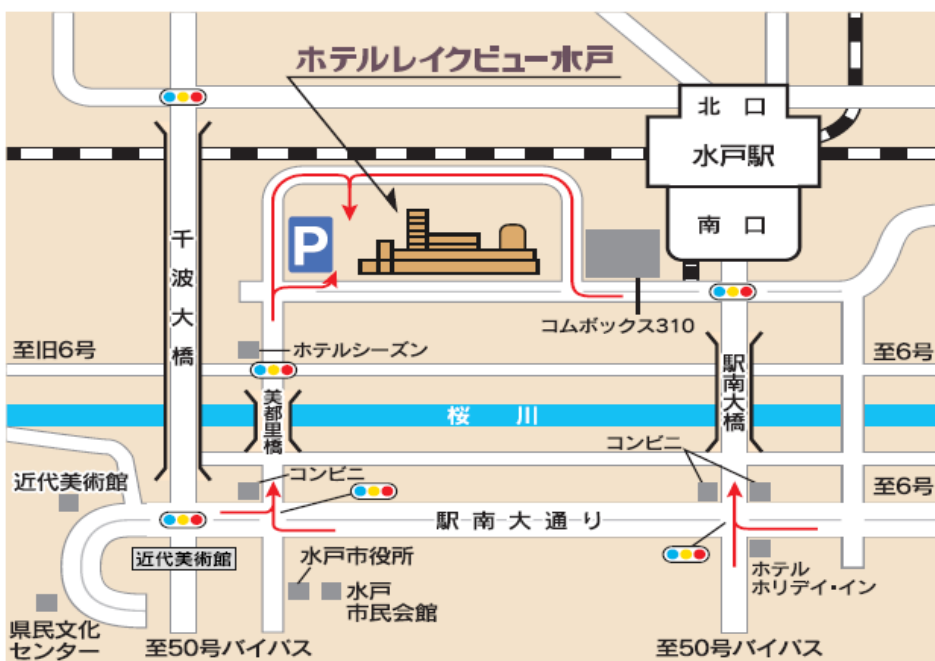 ホテルレイクビュー水戸
北口
水戸駅
南口
P
千波大橋
コムボックス310
至旧6号
ホテルシーズン
至6号
美都里橋
駅南大橋
桜川
コンビニ
近代美術館
コンビニ
至6号
駅南大通り
近代美術館
水戸市役所
水戸
市民会館
ホテル
ホリデイ・イン
県民文化
センター
至50号バイパス
至50号バイパス